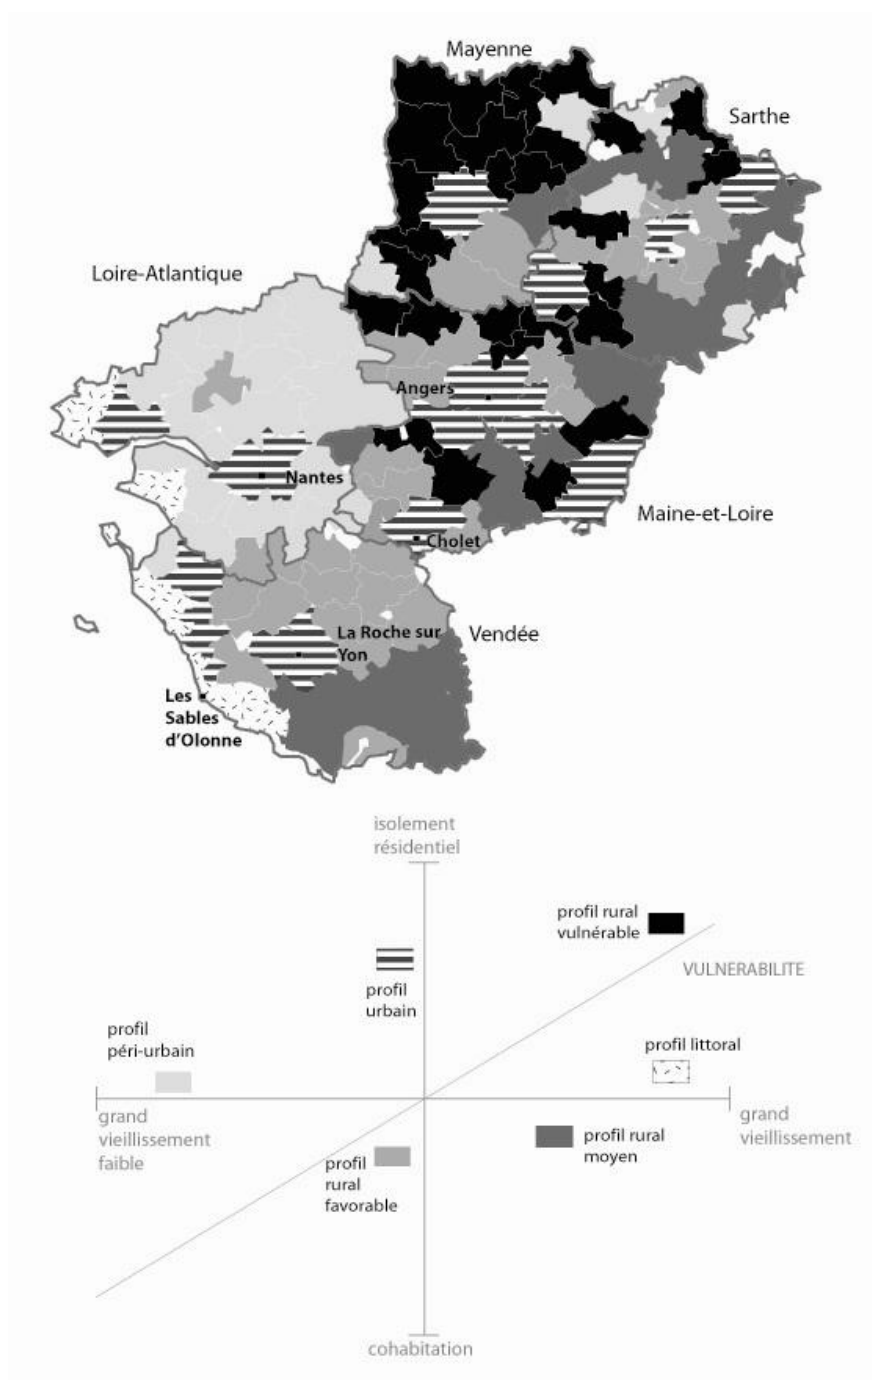 Mayenne
Sarthe
Loire-Atlantique
Angers
Nantes
Maine-et-Loire
Cholet
La Roche sur
Yon
Vendée
Les
Sables
d'Olonne
isolement
résidentiel
profil rural
vulnérable
VULNERABILITE
profil
urbain
profil
péri-urbain
profil littoral
grand
vieillissement
faible
grand
vieillissement
profil rural
moyen
profil
rural
favorable
cohabitation